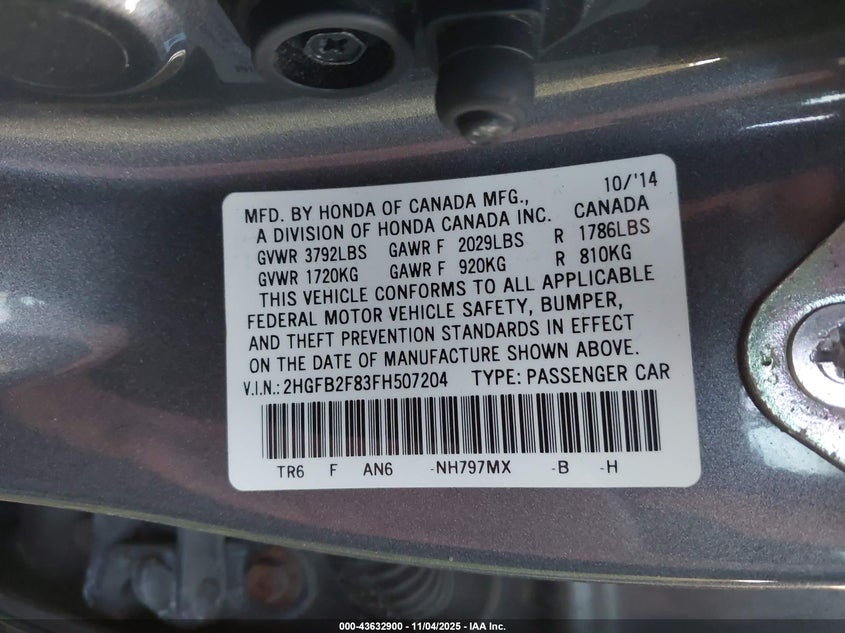 10/'14
MFD. BY HONDA OF CANADA MFG.,
A DIVISION OF HONDA CANADA INC. CANADA
GVWR 3792LBS GAWR F 2029LBS R 1786LBS
GVWR 1720KG GAWR F 920KG R 810KG
THIS VEHICLE CONFORMS TO ALL APPLICABLE
FEDERAL MOTOR VEHICLE SAFETY, BUMPER,
AND THEFT PREVENTION STANDARDS IN EFFECT
ON THE DATE OF MANUFACTURE SHOWN ABOVE.
V.I.N.: 2HGFB2F83FH507204 TYPE: PASSENGER CAR
TR6 F AN6 -NH797MX -B -H
000-43632900 - 11/04/2025 - IAA Inc.